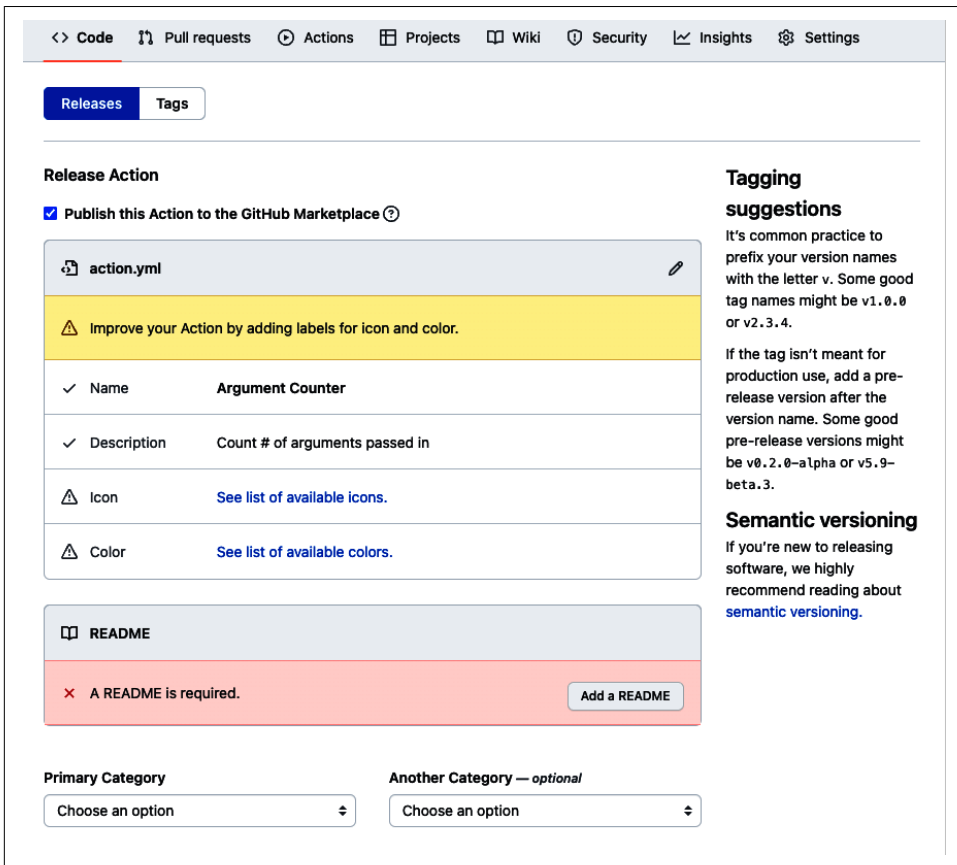 Code Pull requests Actions Projects Wiki Security Insights Settings
Releases Tags
Release Action
Publish this Action to the GitHub Marketplace
action.yml
Improve your Action by adding labels for icon and color.
Name Argument Counter
Description Count # of arguments passed in
Icon See list of available icons.
Color See list of available colors.
README
A README is required. Add a README
Primary Category Another Category — optional
Choose an option Choose an option
Tagging
suggestions
It's common practice to
prefix your version names
with the letter v. Some good
tag names might be v1.0.0
or v2.3.4.
If the tag isn't meant for
production use, add a pre-
release version after the
version name. Some good
pre-release versions might
be v0.2.0-alpha or v5.9-
beta.3.
Semantic versioning
If you're new to releasing
software, we highly
recommend reading about
semantic versioning.